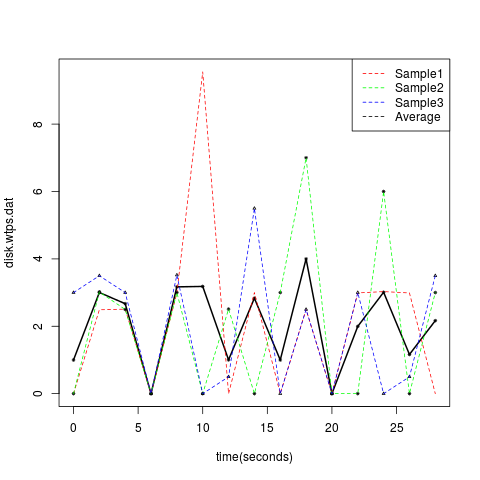 Sample1
Sample2
Sample3
Average
disk.wtps.dat
8
6
4
2
0
0 5 10 15 20 25
time(seconds)